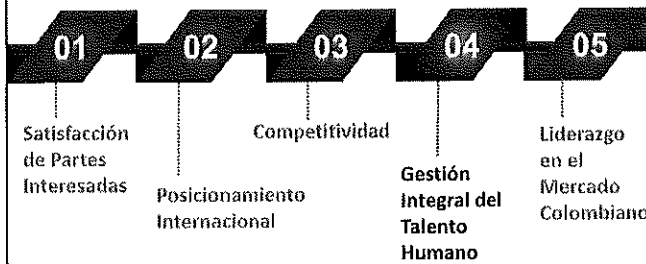 01
02
03
04
05
Satisfacción
de Partes
Interesadas
Posicionamiento
Internacional
Competitividad
Gestión
Integral del
Talento
Humano
Liderazgo
en el
Mercado
Colombiano